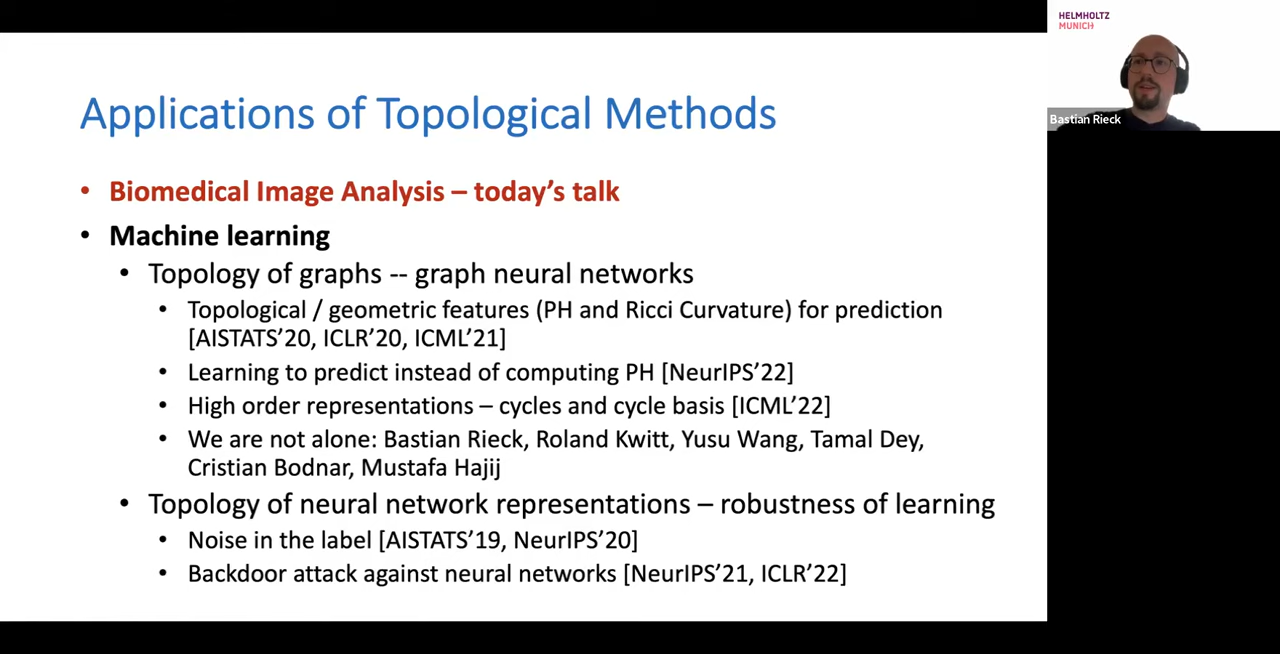 Applications of Topological Methods
• Biomedical Image Analysis – today's talk
• Machine learning
• Topology of graphs -- graph neural networks
• Topological / geometric features (PH and Ricci Curvature) for prediction
[AISTATS'20, ICLR'20, ICML'21]
• Learning to predict instead of computing PH [NeurIPS'22]
• High order representations – cycles and cycle basis [ICML'22]
• We are not alone: Bastian Rieck, Roland Kwitt, Yusu Wang, Tamal Dey,
Cristian Bodnar, Mustafa Hajij
• Topology of neural network representations – robustness of learning
• Noise in the label [AISTATS'19, NeurIPS'20]
• Backdoor attack against neural networks [NeurIPS'21, ICLR'22]
HELMHOLTZ
MUNICH
Bastian Rieck